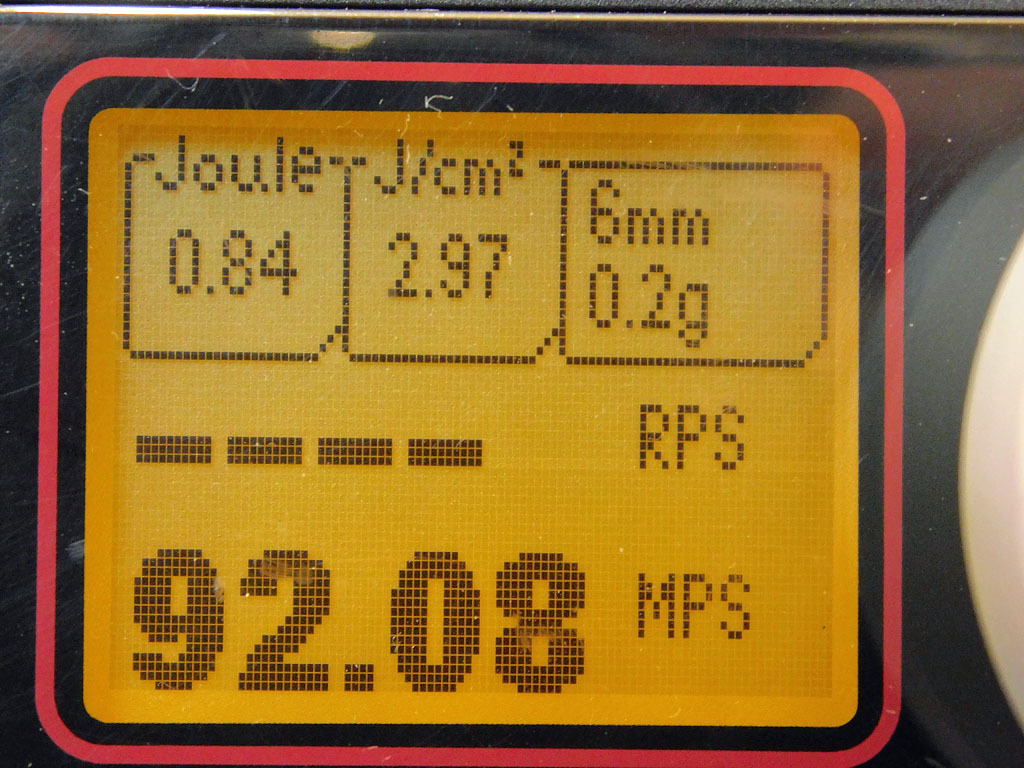 Joule J/cm² 6mm
0.84 2.97 0.2g
---- RPS
92.08 MPS